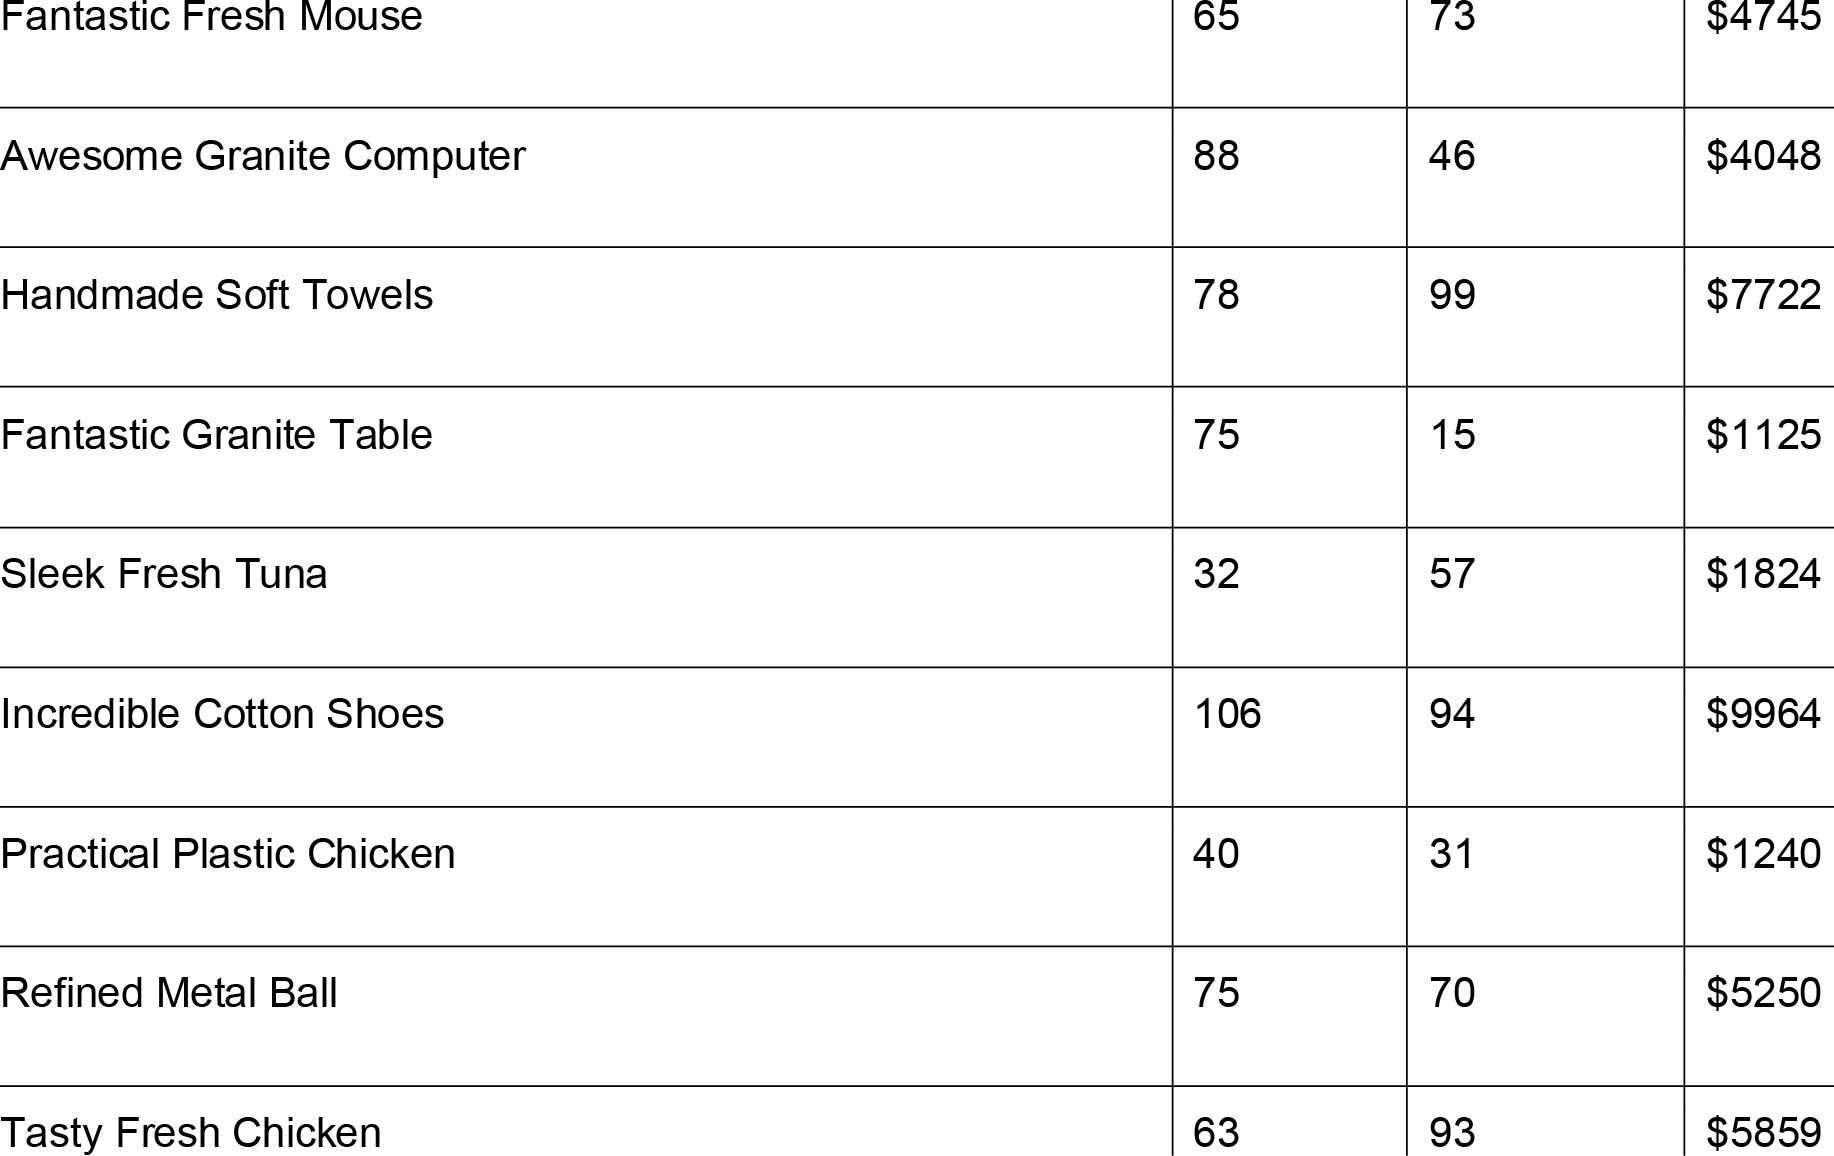 Fantastic Fresh Mouse 65 73 $4745
Awesome Granite Computer 88 46 $4048
Handmade Soft Towels 78 99 $7722
Fantastic Granite Table 75 15 $1125
Sleek Fresh Tuna 32 57 $1824
Incredible Cotton Shoes 106 94 $9964
Practical Plastic Chicken 40 31 $1240
Refined Metal Ball 75 70 $5250
Tasty Fresh Chicken 63 93 $5859